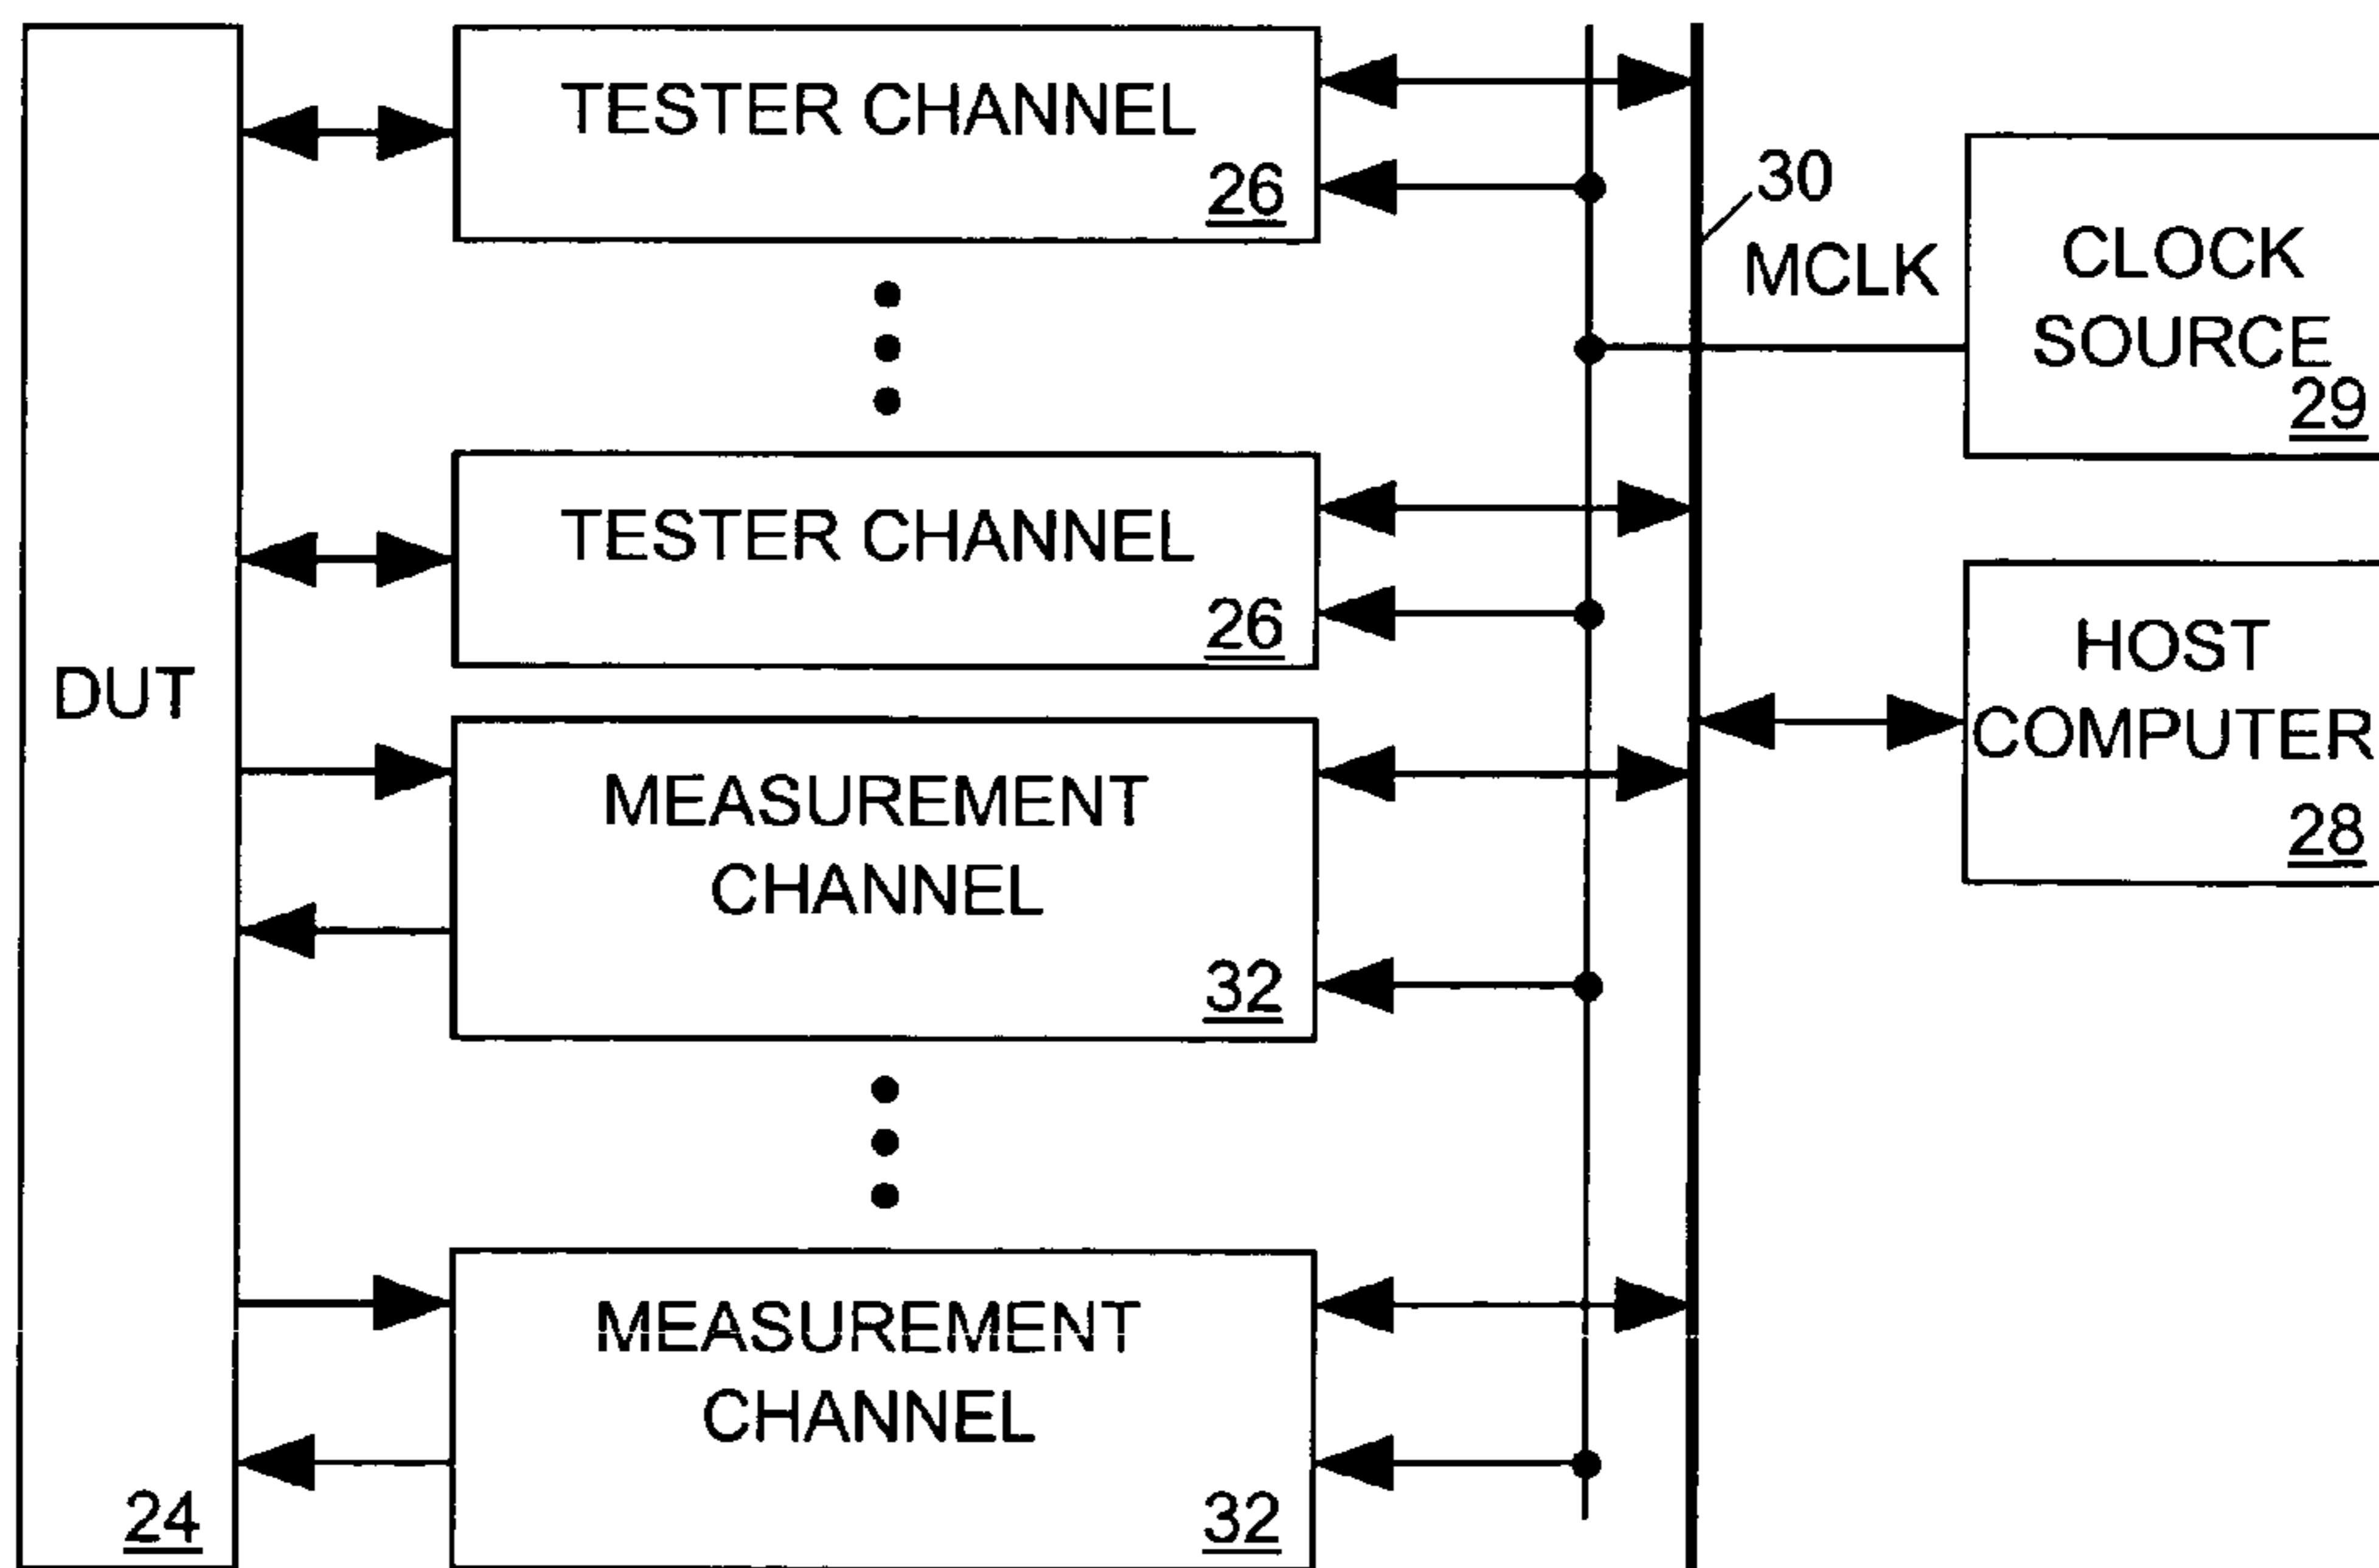 TESTER CHANNEL
26
30
MCLK
CLOCK
SOURCE
29
TESTER CHANNEL
26
DUT
24
HOST
COMPUTER
28
MEASUREMENT
CHANNEL
32
MEASUREMENT
CHANNEL
32